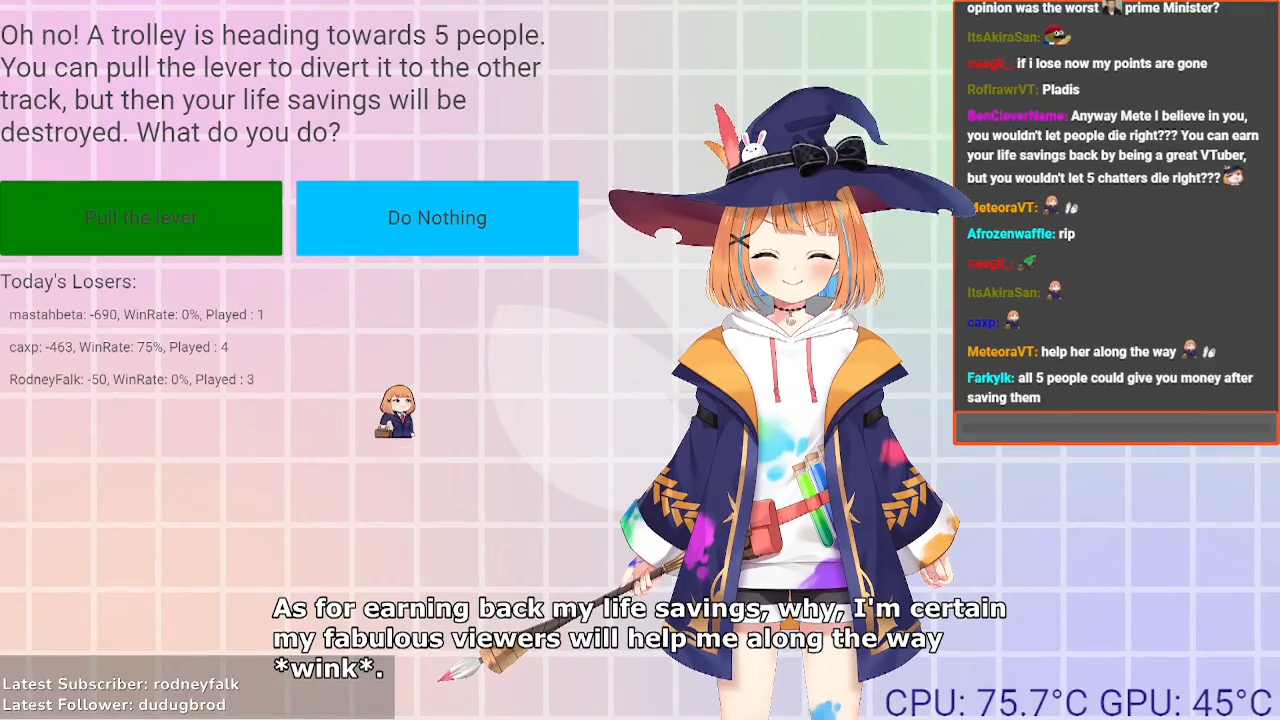 Oh no! A trolley is heading towards 5 people.
You can pull the lever to divert it to the other
track, but then your life savings will be
destroyed. What do you do?
Pull the lever
Do Nothing
Today's Losers:
mastahbeta: -690, WinRate: 0%, Played : 1
caxp: -463, WinRate: 75%, Played : 4
RodneyFalk: -50, WinRate: 0%, Played : 3
opinion was the worst prime Minister?
ItsAkiraSan:
naegil_: if i lose now my points are gone
RoflrawrVT: Pladis
BenCleverName: Anyway Mete I believe in you,
you wouldn't let people die right??? You can earn
your life savings back by being a great VTuber,
but you wouldn't let 5 chatters die right???
MeteoraVT:
Afrozenwaffle: rip
naegil_:
ItsAkiraSan:
caxp:
MeteoraVT: help her along the way
Farkylk: all 5 people could give you money after
saving them
As for earning back my life savings, why, I'm certain
my fabulous viewers will help me along the way
*wink*.
Latest Subscriber: rodneyfalk
Latest Follower: dudugbrod
CPU: 75.7°C GPU: 45°C